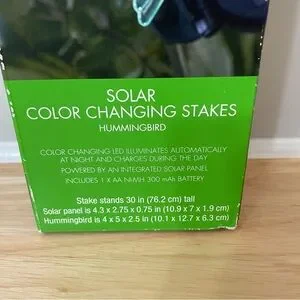 SOLAR
COLOR CHANGING STAKES
HUMMINGBIRD
COLOR CHANGING LED ILLUMINATES AUTOMATICALLY
AT NIGHT AND CHARGES DURING THE DAY
POWERED BY AN INTEGRATED SOLAR PANEL
INCLUDES 1 X AA Ni-MH 300 mAh BATTERY
Stake stands 30 in (76.2 cm) tall
Solar panel is 4.3 x 2.75 x 0.75 in (10.9 x 7 x 1.9 cm)
Hummingbird is 4 x 5 x 2.5 in (10.1 x 12.7 x 6.3 cm)